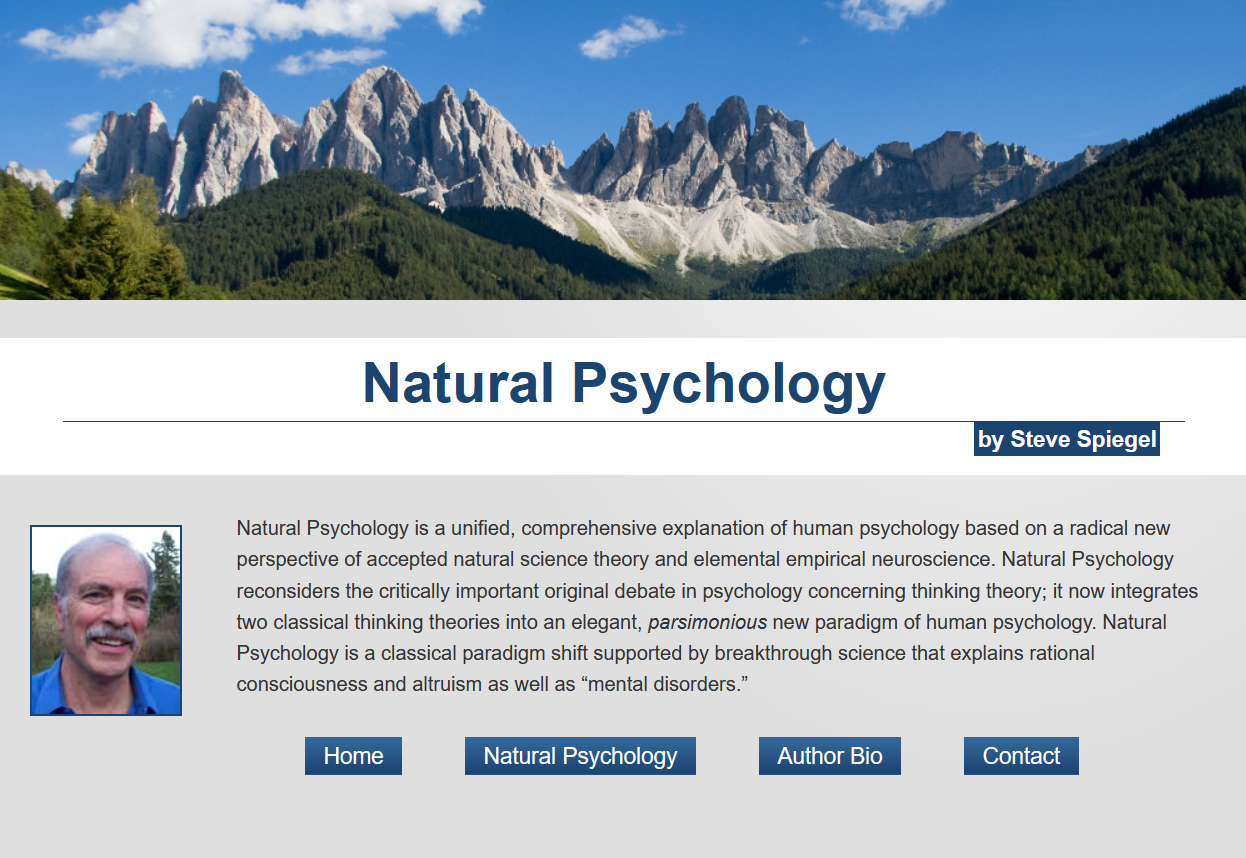 Natural Psychology
by Steve Spiegel
Natural Psychology is a unified, comprehensive explanation of human psychology based on a radical new
perspective of accepted natural science theory and elemental empirical neuroscience. Natural Psychology
reconsiders the critically important original debate in psychology concerning thinking theory; it now integrates
two classical thinking theories into an elegant, parsimonious new paradigm of human psychology. Natural
Psychology is a classical paradigm shift supported by breakthrough science that explains rational
consciousness and altruism as well as “mental disorders.”
Home
Natural Psychology
Author Bio
Contact